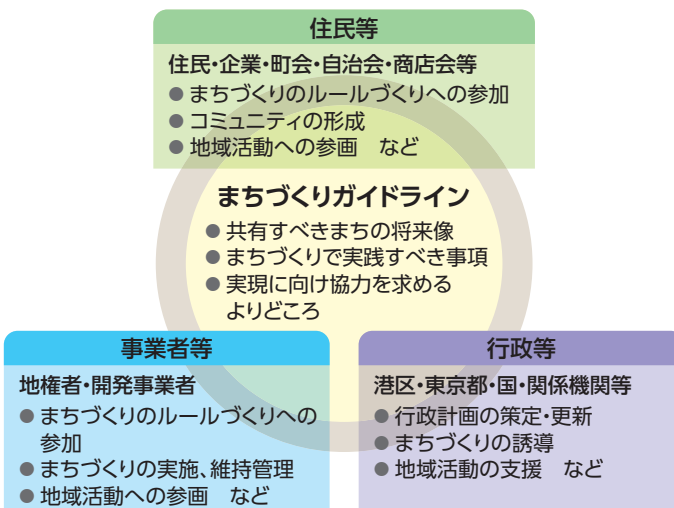 住民等
住民・企業・町会・自治会・商店会等
● まちづくりのルールづくりへの参加
● コミュニティの形成
● 地域活動への参画　など
まちづくりガイドライン
● 共有すべきまちの将来像
● まちづくりで実践すべき事項
● 実現に向け協力を求める
よりどころ
事業者等
地権者・開発事業者
● まちづくりのルールづくりへの
参加
● まちづくりの実施、維持管理
● 地域活動への参画　など
行政等
港区・東京都・国・関係機関等
● 行政計画の策定・更新
● まちづくりの誘導
● 地域活動の支援　など